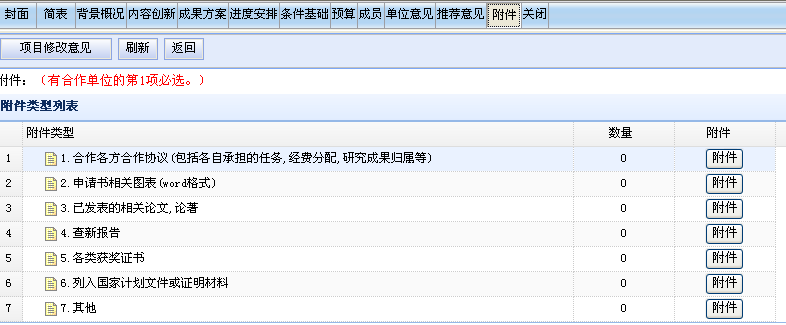 封面 简表 背景概况 内容创新 成果方案 进度安排 条件基础 预算 成员 单位意见 推荐意见 附件 关闭
项目修改意见 刷新 返回
附件：（有合作单位的第1项必选。）
附件类型列表
附件类型 数量 附件
1 1.合作各方合作协议(包括各自承担的任务,经费分配,研究成果归属等) 0 附件
2 2.申请书相关图表(word格式) 0 附件
3 3.已发表的相关论文,论著 0 附件
4 4.查新报告 0 附件
5 5.各类获奖证书 0 附件
6 6.列入国家计划文件或证明材料 0 附件
7 7.其他 0 附件